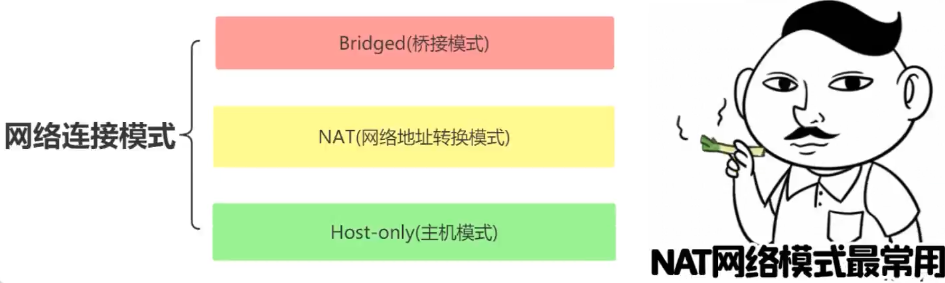 网络连接模式
Bridged(桥接模式)
NAT(网络地址转换模式)
Host-only(主机模式)
NAT网络模式最常用